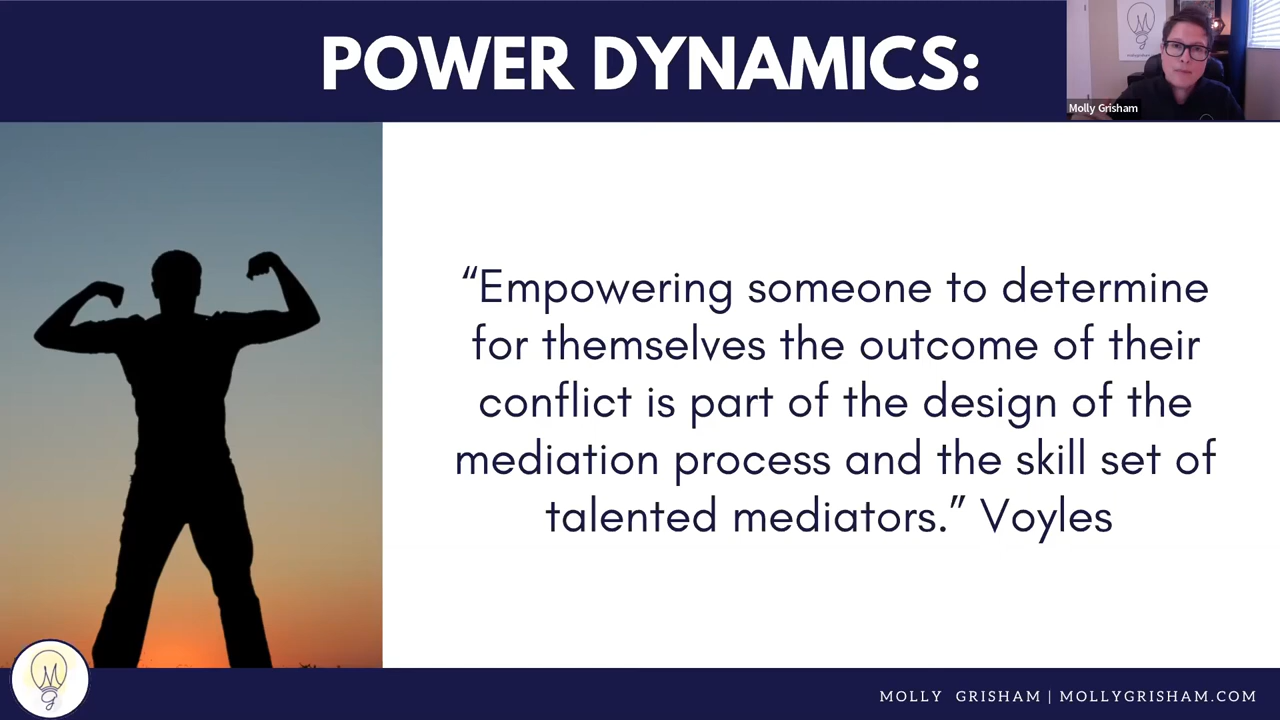 POWER DYNAMICS:
Molly Grisham
“Empowering someone to determine
for themselves the outcome of their
conflict is part of the design of the
mediation process and the skill set of
talented mediators.” Voyles
M
g
MOLLY GRISHAM | MOLLYGRISHAM.COM